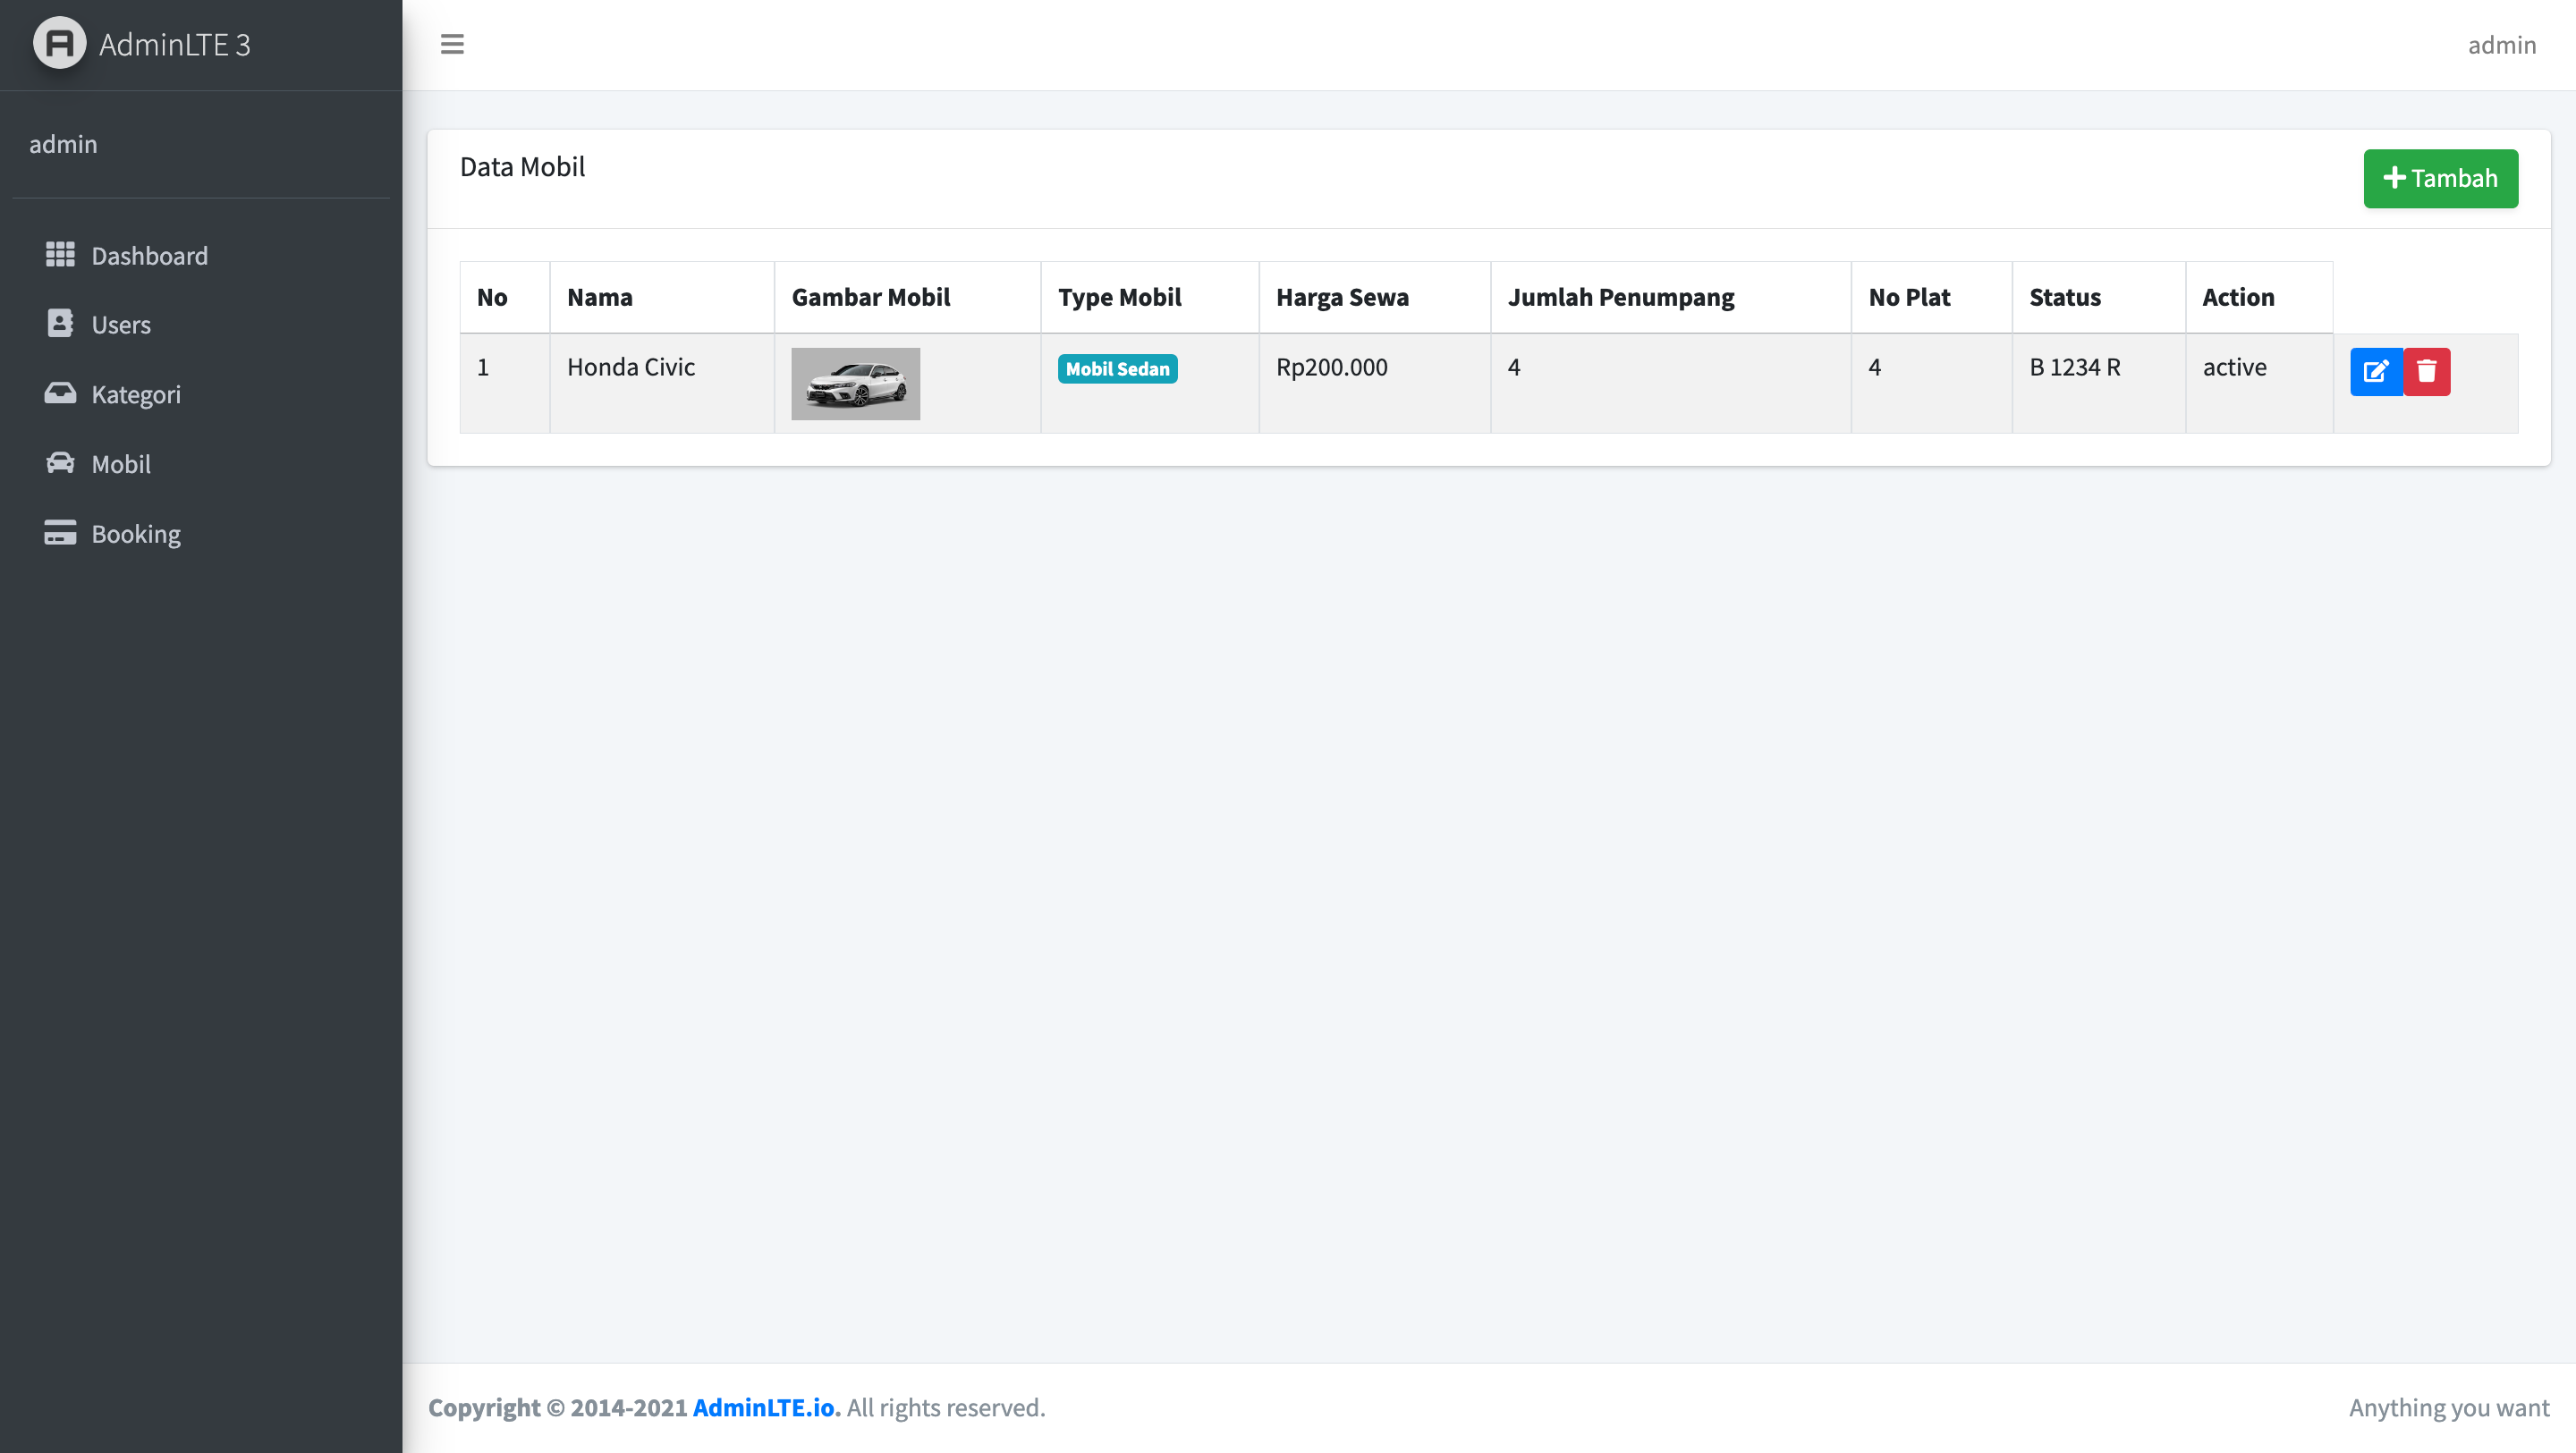 AdminLTE 3
admin
admin
Dashboard
Users
Kategori
Mobil
Booking
Data Mobil
Tambah
No Nama Gambar Mobil Type Mobil Harga Sewa Jumlah Penumpang No Plat Status Action
1 Honda Civic Mobil Sedan Rp200.000 4 4 B 1234 R active
Copyright © 2014-2021 AdminLTE.io. All rights reserved.
Anything you want